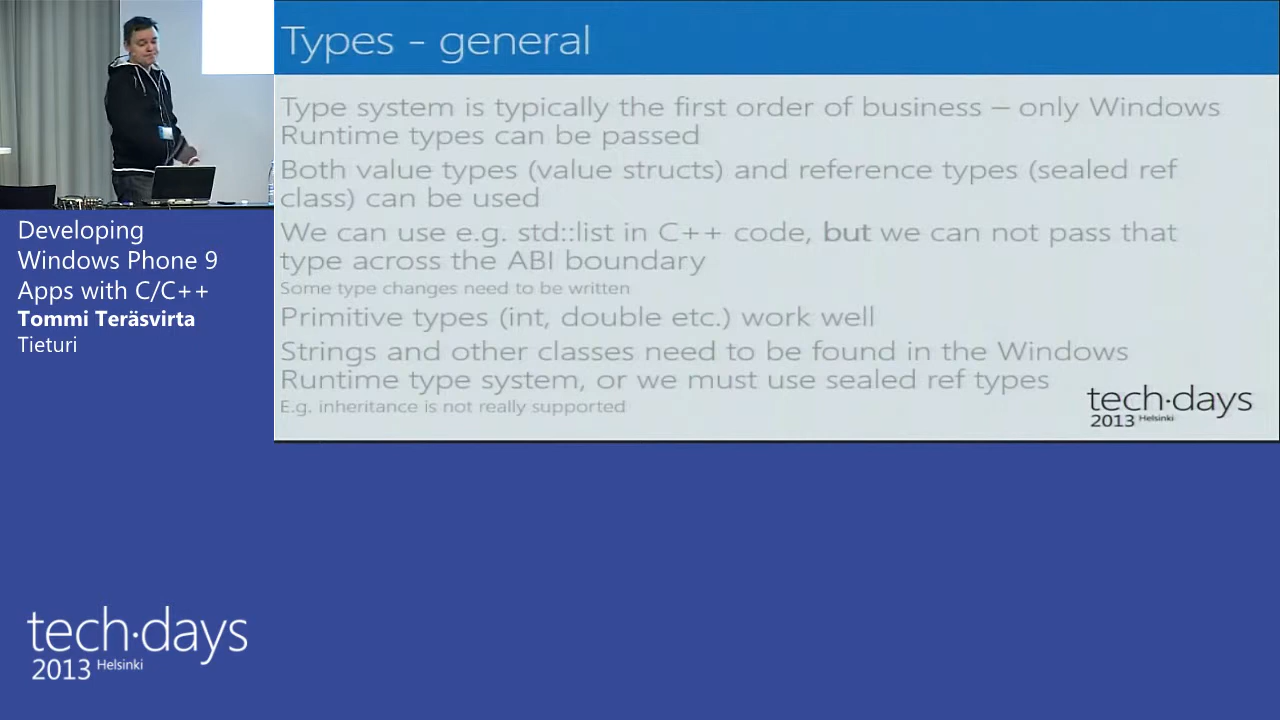 Types - general
Type system is typically the first order of business – only Windows
Runtime types can be passed
Both value types (value structs) and reference types (sealed ref
class) can be used
We can use e.g. std::list in C++ code, but we can not pass that
type across the ABI boundary
Some type changes need to be written
Primitive types (int, double etc.) work well
Strings and other classes need to be found in the Windows
Runtime type system, or we must use sealed ref types
E.g. inheritance is not really supported
tech·days
2013 Helsinki
Developing
Windows Phone 9
Apps with C/C++
Tommi Teräsvirta
Tieturi
tech·days
2013 Helsinki